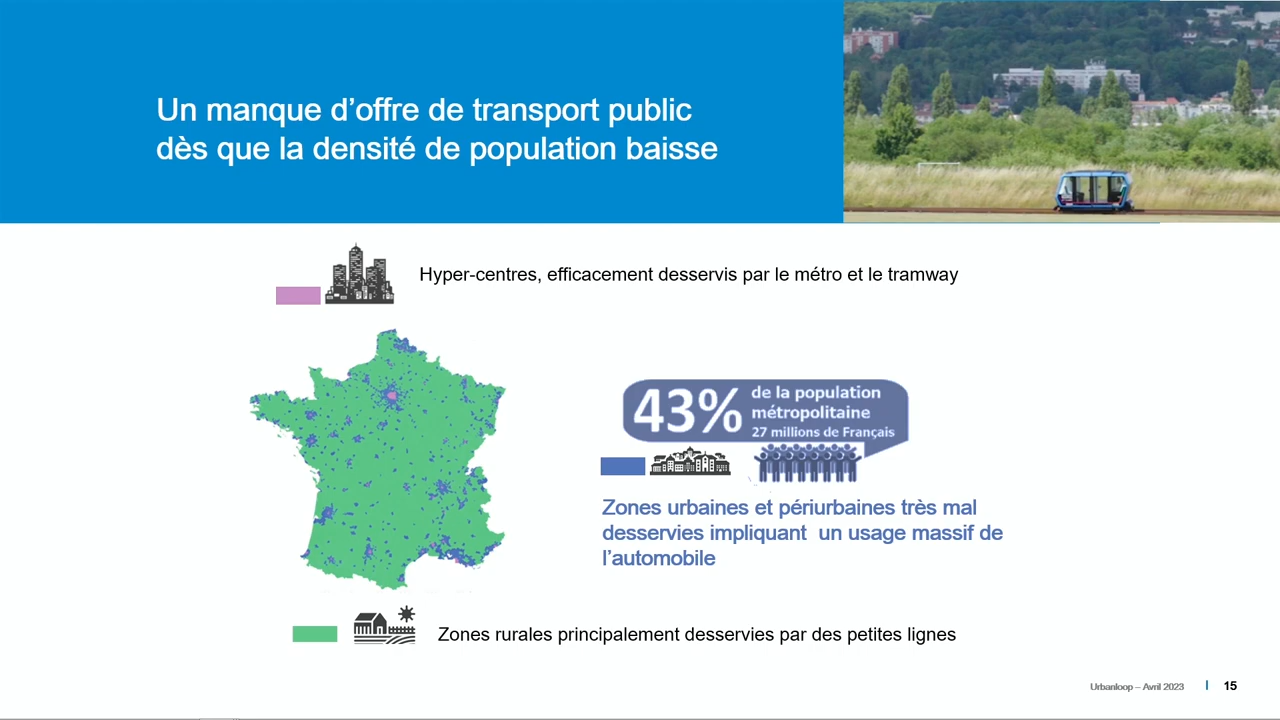 Un manque d’offre de transport public
dès que la densité de population baisse
Hyper-centres, efficacement desservis par le métro et le tramway
43%
de la population
métropolitaine
27 millions de Français
Zones urbaines et périurbaines très mal
desservies impliquant  un usage massif de
l’automobile
Zones rurales principalement desservies par des petites lignes
Urbanloop – Avril 2023
15